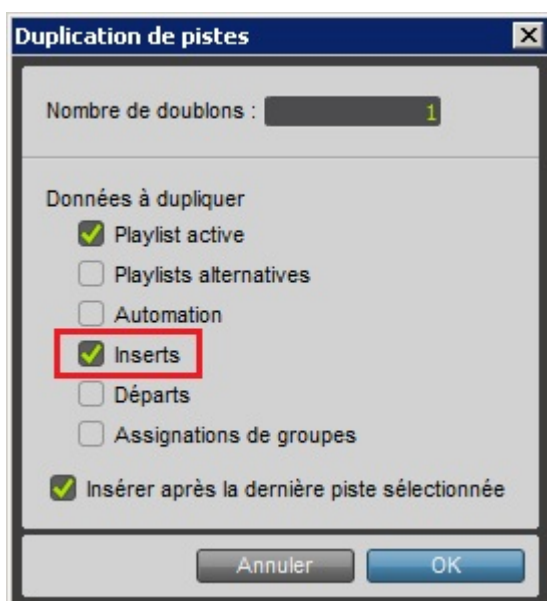 Duplication de pistes
Nombre de doublons : 1
Données à dupliquer
Playlist active
Playlists alternatives
Automation
Inserts
Départs
Assignations de groupes
Insérer après la dernière piste sélectionnée
Annuler OK